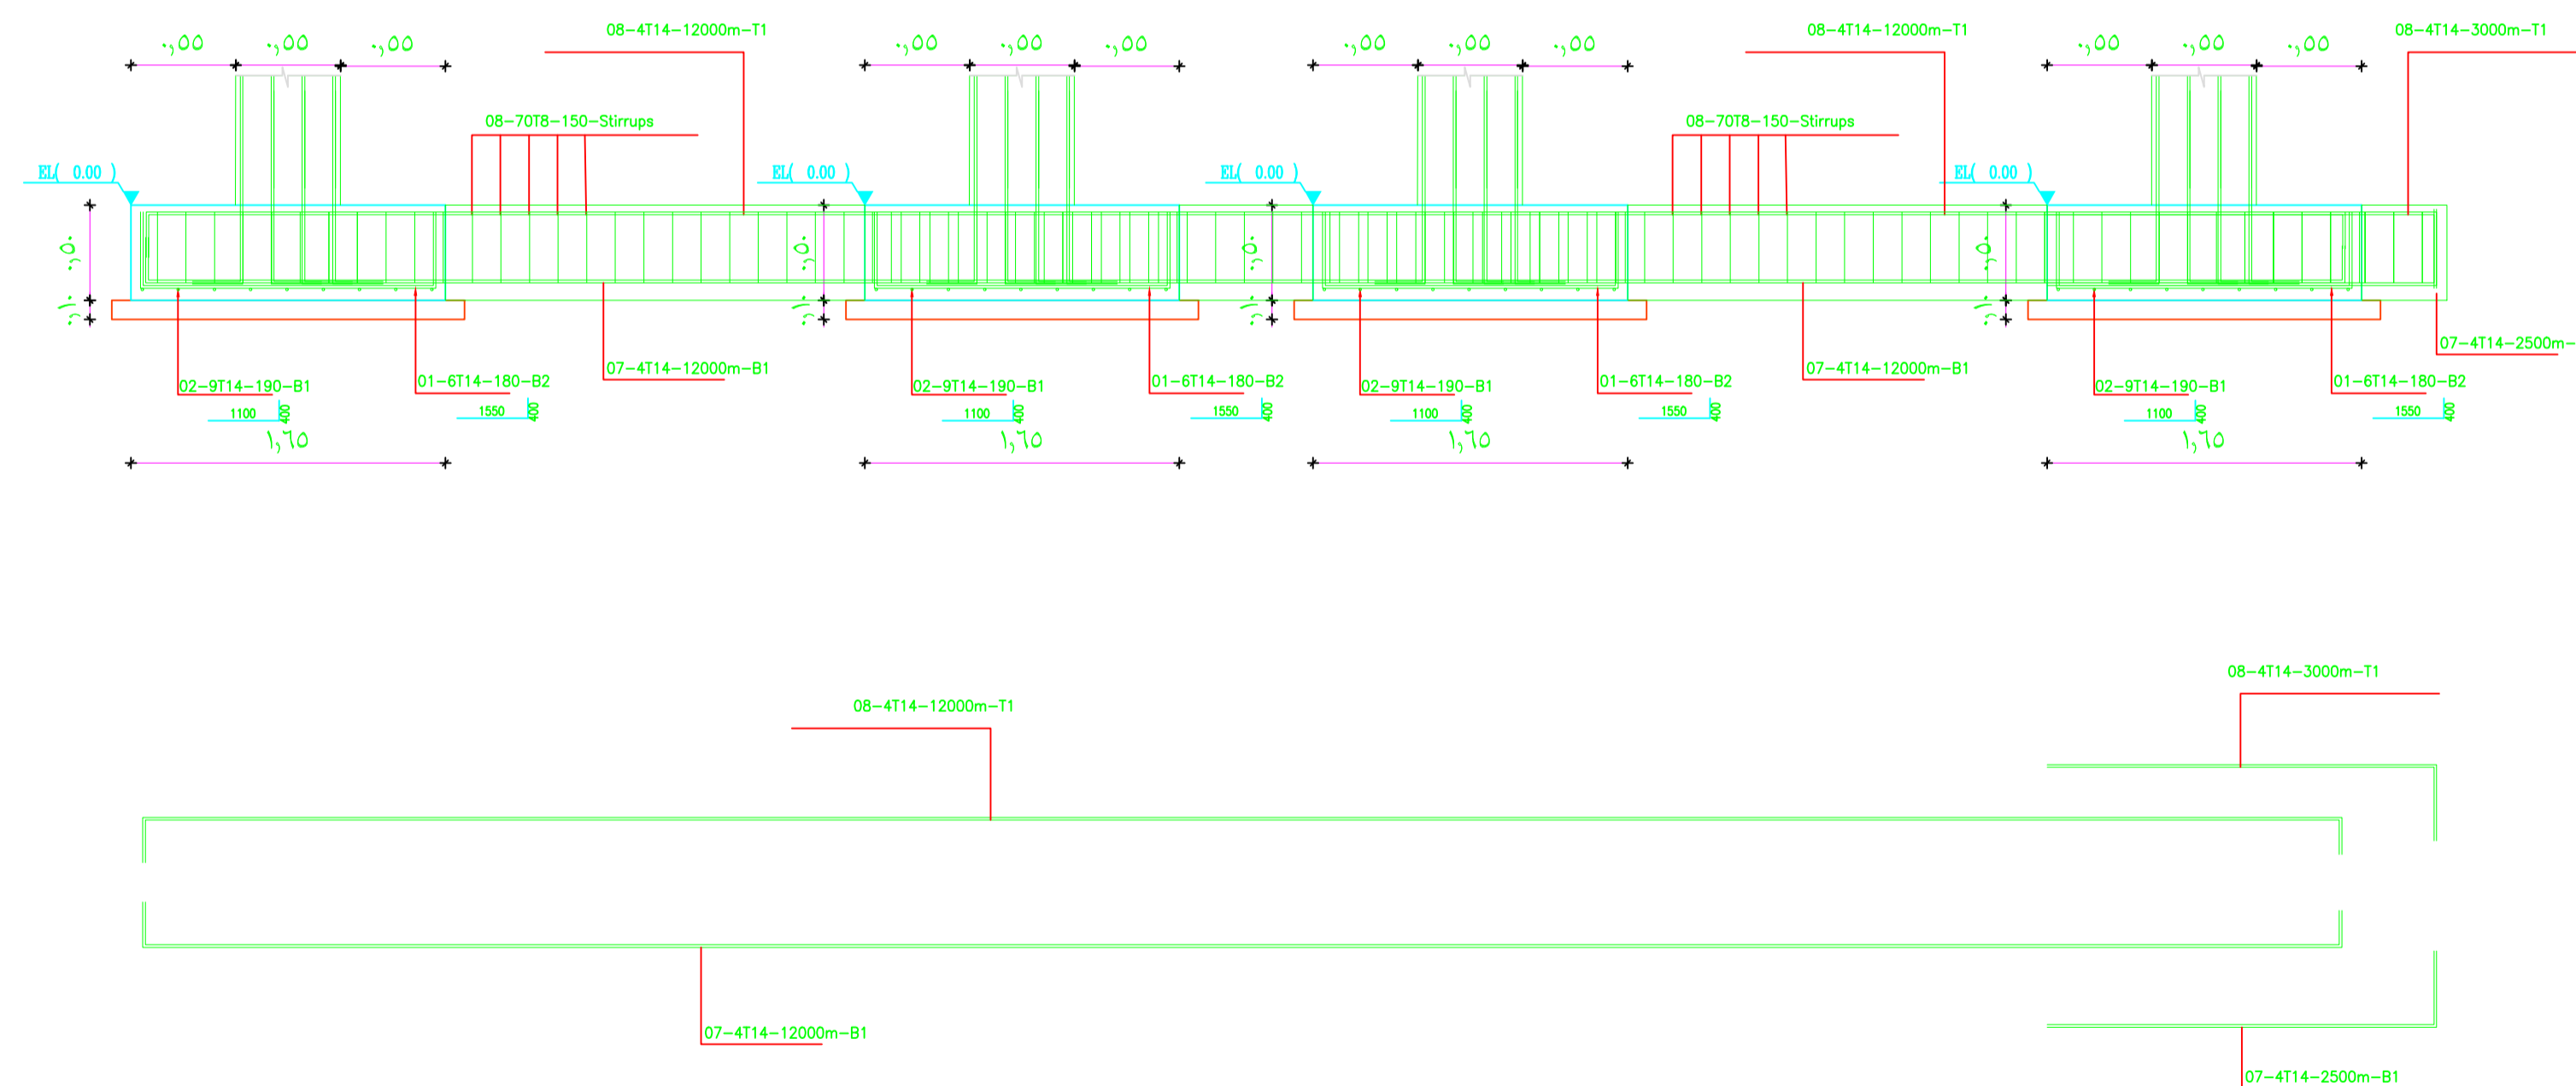 08-4T14-12000m-T1
08-4T14-12000m-T1
08-4T14-3000m-T1
٠,٥٥ ٠,٥٥ ٠,٥٥
٠,٥٥ ٠,٥٥ ٠,٥٥
٠,٥٥ ٠,٥٥ ٠,٥٥
٠,٥٥ ٠,٥٥ ٠,٥٥
08-70T8-150-Stirrups
08-70T8-150-Stirrups
EL( 0.00 )
EL( 0.00 )
EL( 0.00 )
EL( 0.00 )
٠,٥٠
٠,٥٠
٠,٥٠
٠,٥٠
٠,١٠
٠,١٠
٠,١٠
٠,١٠
07-4T14-2500m-
02-9T14-190-B1
01-6T14-180-B2
07-4T14-12000m-B1
02-9T14-190-B1
01-6T14-180-B2
02-9T14-190-B1
01-6T14-180-B2
07-4T14-12000m-B1
02-9T14-190-B1
01-6T14-180-B2
1100 400
1550 400
1100 400
1550 400
1100 400
1550 400
1100 400
1550 400
١,٦٥
١,٦٥
١,٦٥
١,٦٥
08-4T14-3000m-T1
08-4T14-12000m-T1
07-4T14-12000m-B1
07-4T14-2500m-B1